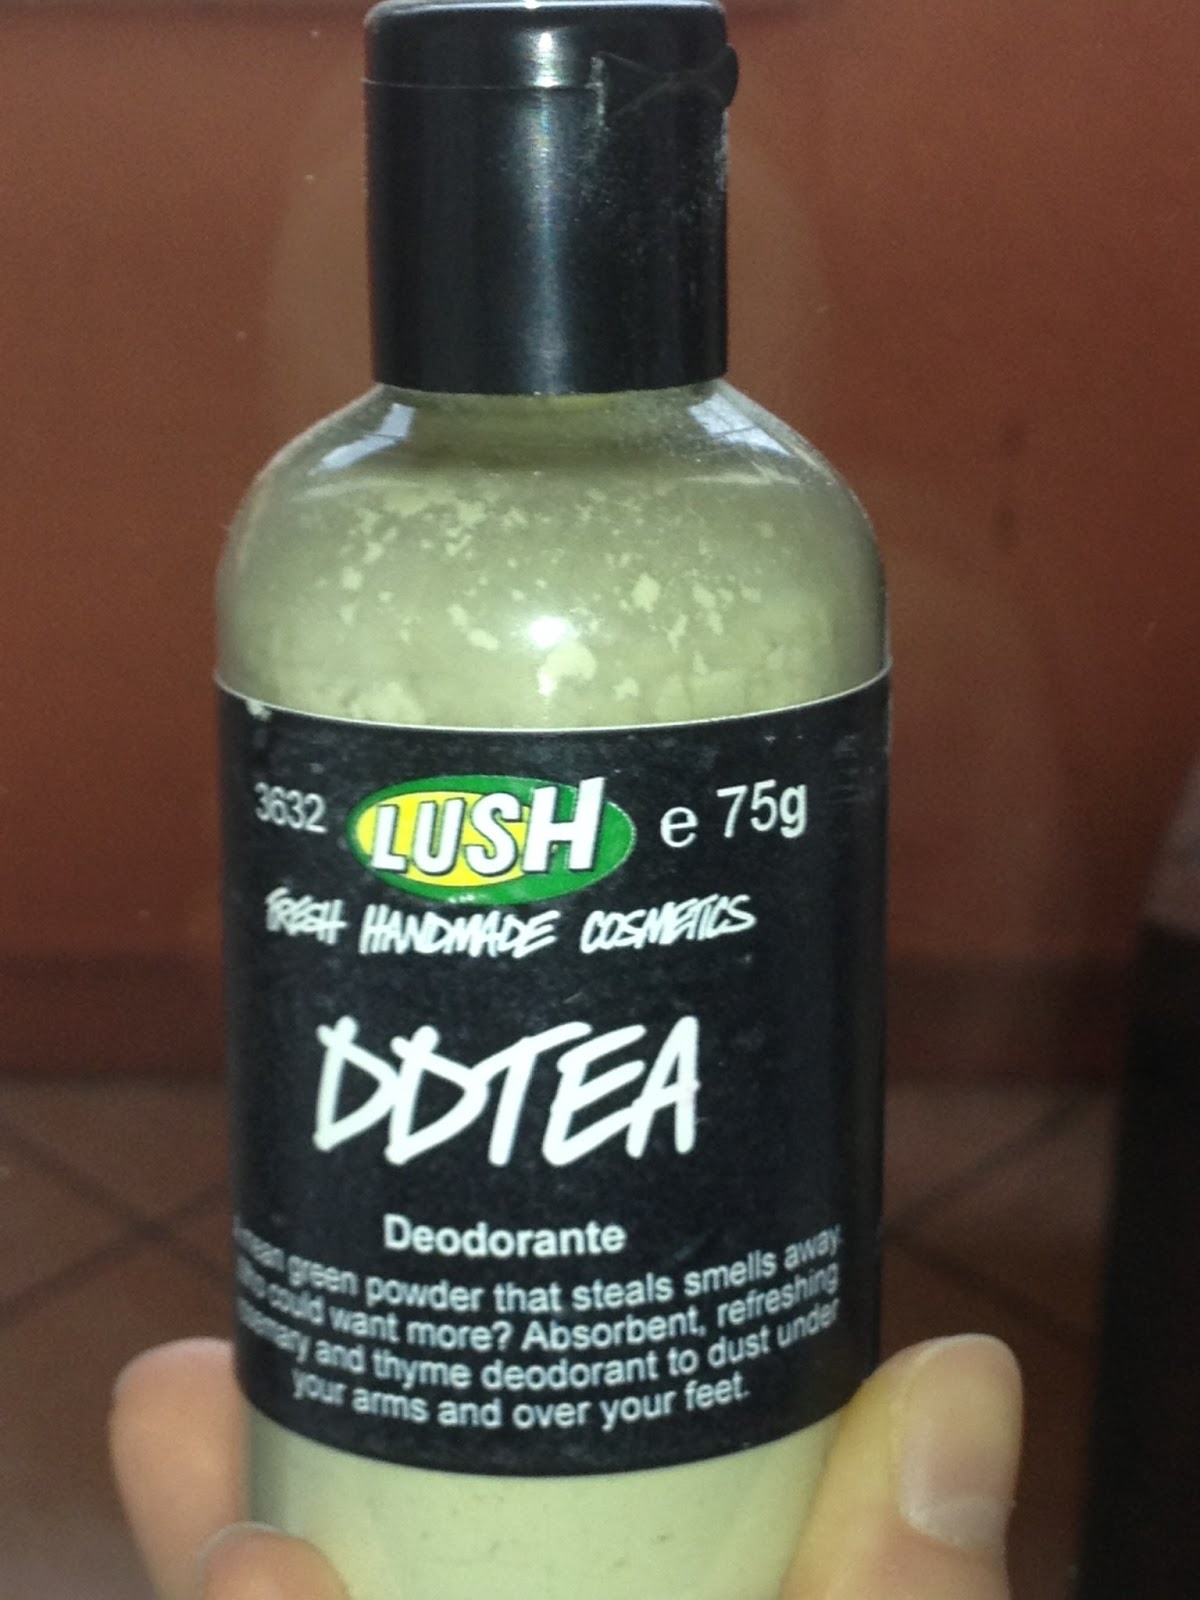 3632 LUSH e 75g
FRESH HANDMADE COSMETICS
DDTEA
Deodorante
mean green powder that steals smells away.
could want more? Absorbent, refreshing
and thyme deodorant to dust under
your arms and over your feet.